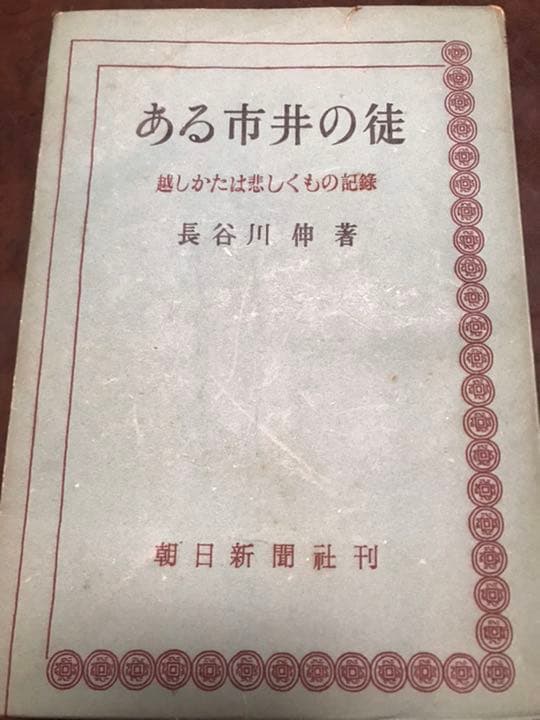 ある市井の徒
越しかたは悲しくもの記録
長谷川伸著
朝日新聞社刊